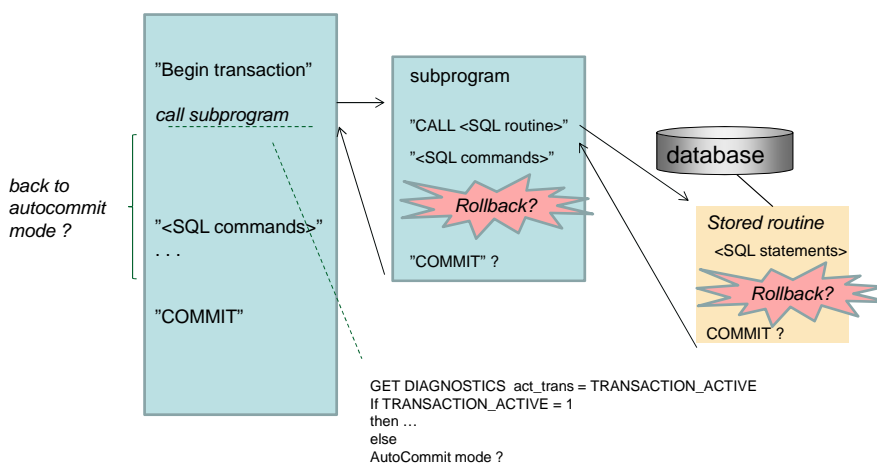 ”Begin transaction”
call subprogram
back to
autocommit
mode ?
”<SQL commands>”
. . .
”COMMIT”
subprogram
”CALL <SQL routine>”
”<SQL commands>”
Rollback?
”COMMIT” ?
database
Stored routine
<SQL statements>
Rollback?
COMMIT ?
GET DIAGNOSTICS act_trans = TRANSACTION_ACTIVE
If TRANSACTION_ACTIVE = 1
then …
else
AutoCommit mode ?